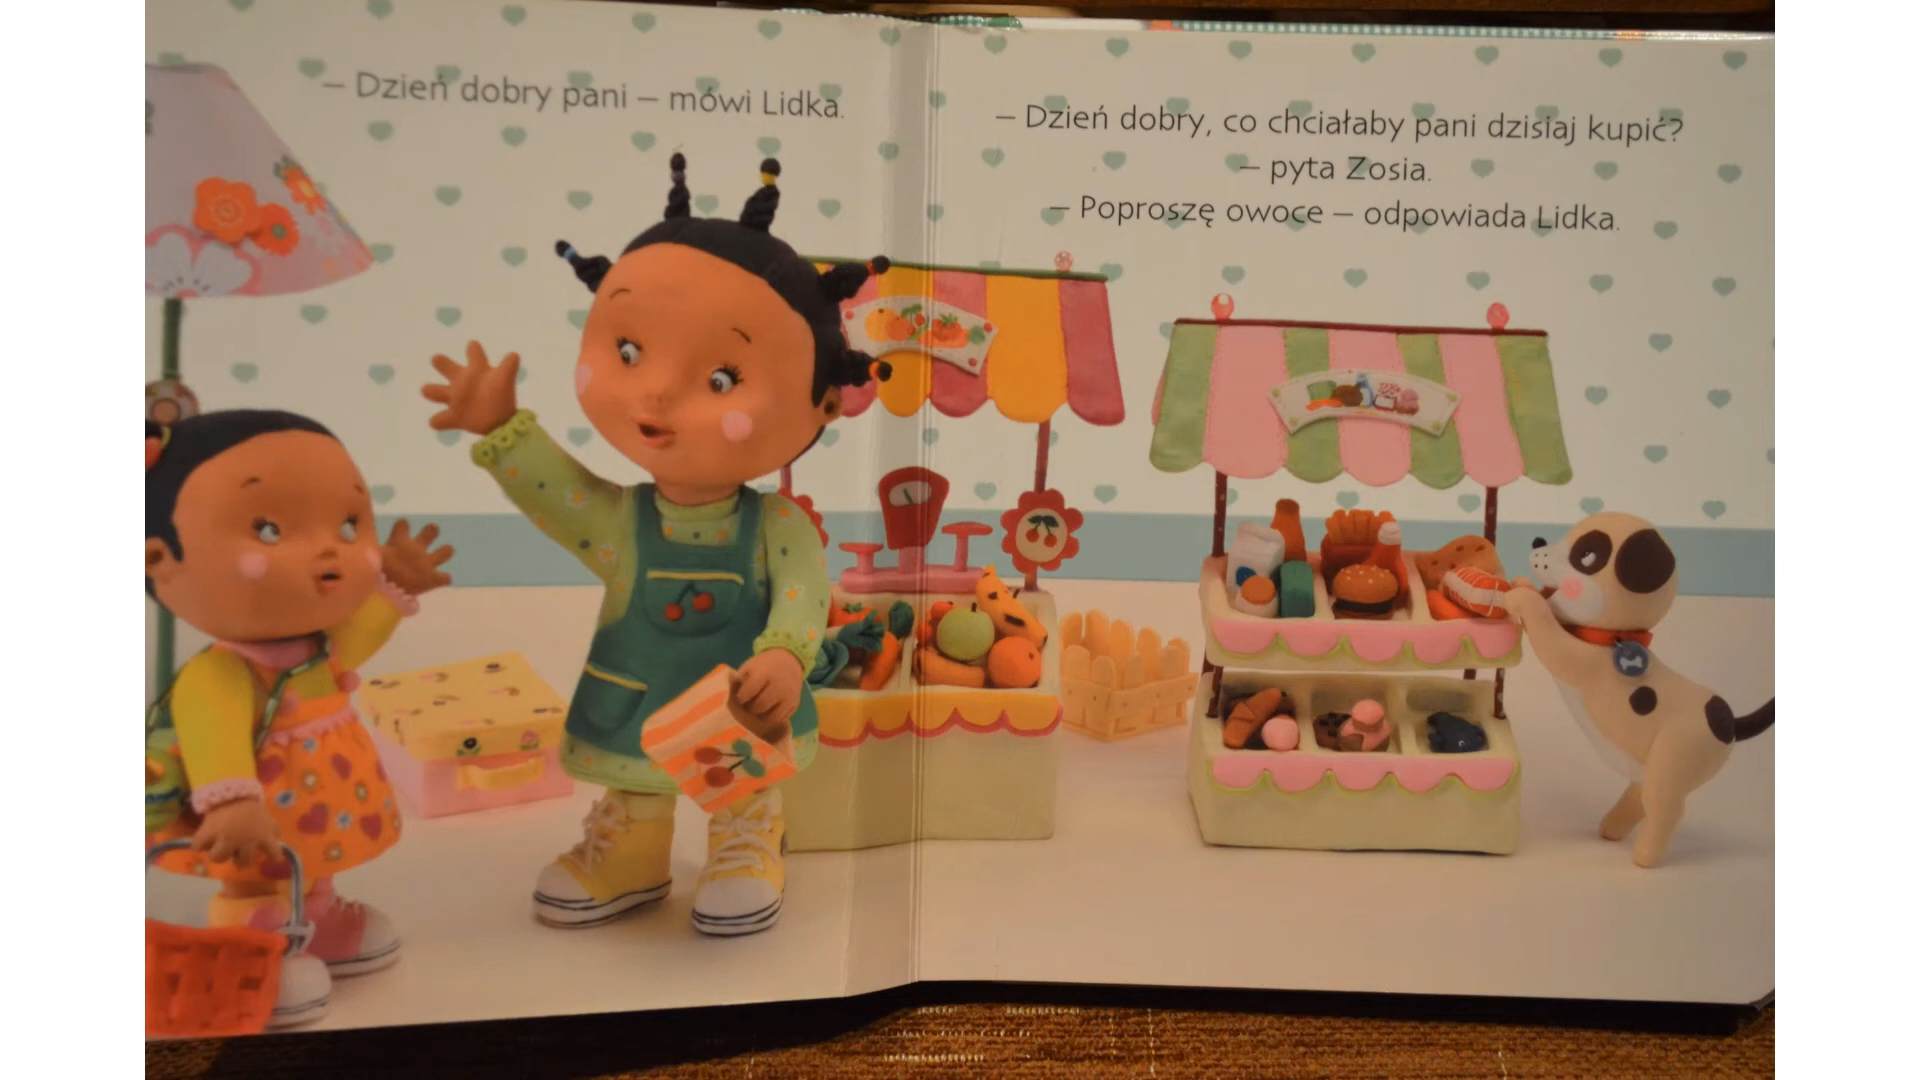 – Dzień dobry pani – mówi Lidka.
– Dzień dobry, co chciałaby pani dzisiaj kupić?
– pyta Zosia.
– Poproszę owoce – odpowiada Lidka.